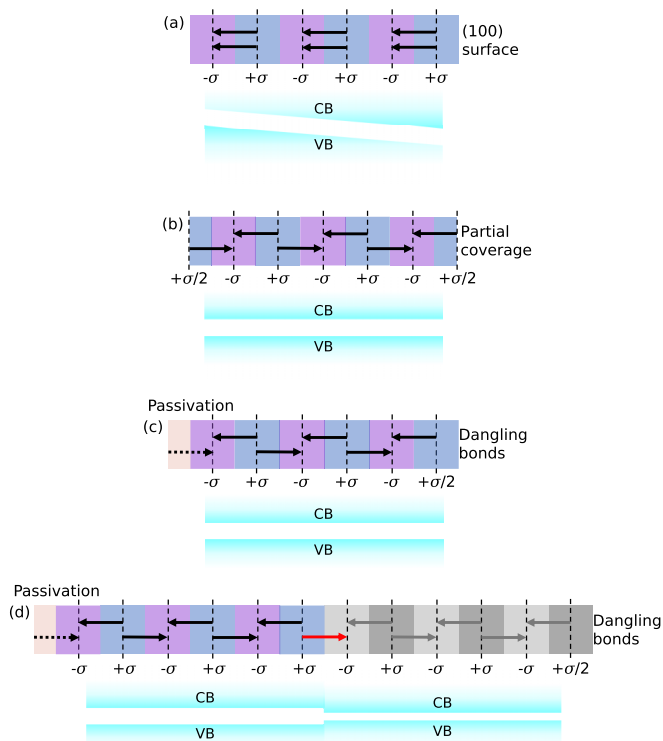 (a)
(100)
surface
-σ +σ -σ +σ -σ +σ
CB
VB
(b)
Partial
coverage
+σ/2 -σ +σ -σ +σ -σ +σ/2
CB
VB
Passivation
(c)
Dangling
bonds
-σ +σ -σ +σ -σ +σ/2
CB
VB
Passivation
(d)
Dangling
bonds
-σ +σ -σ +σ -σ +σ -σ +σ -σ +σ -σ +σ/2
CB CB
VB VB